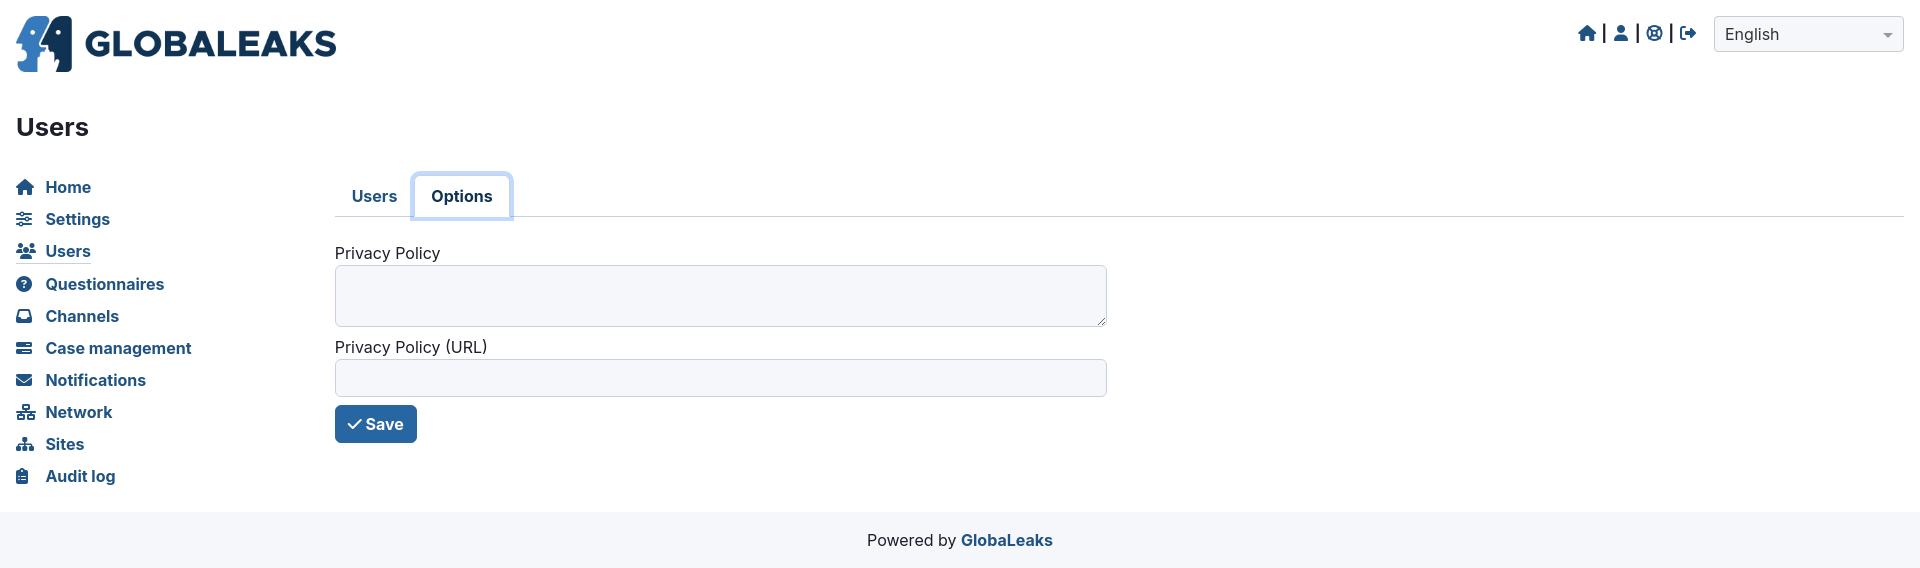 GLOBALEAKS
English
Users
Home
Settings
Users
Questionnaires
Channels
Case management
Notifications
Network
Sites
Audit log
Users
Options
Privacy Policy
Privacy Policy (URL)
Save
Powered by GlobaLeaks